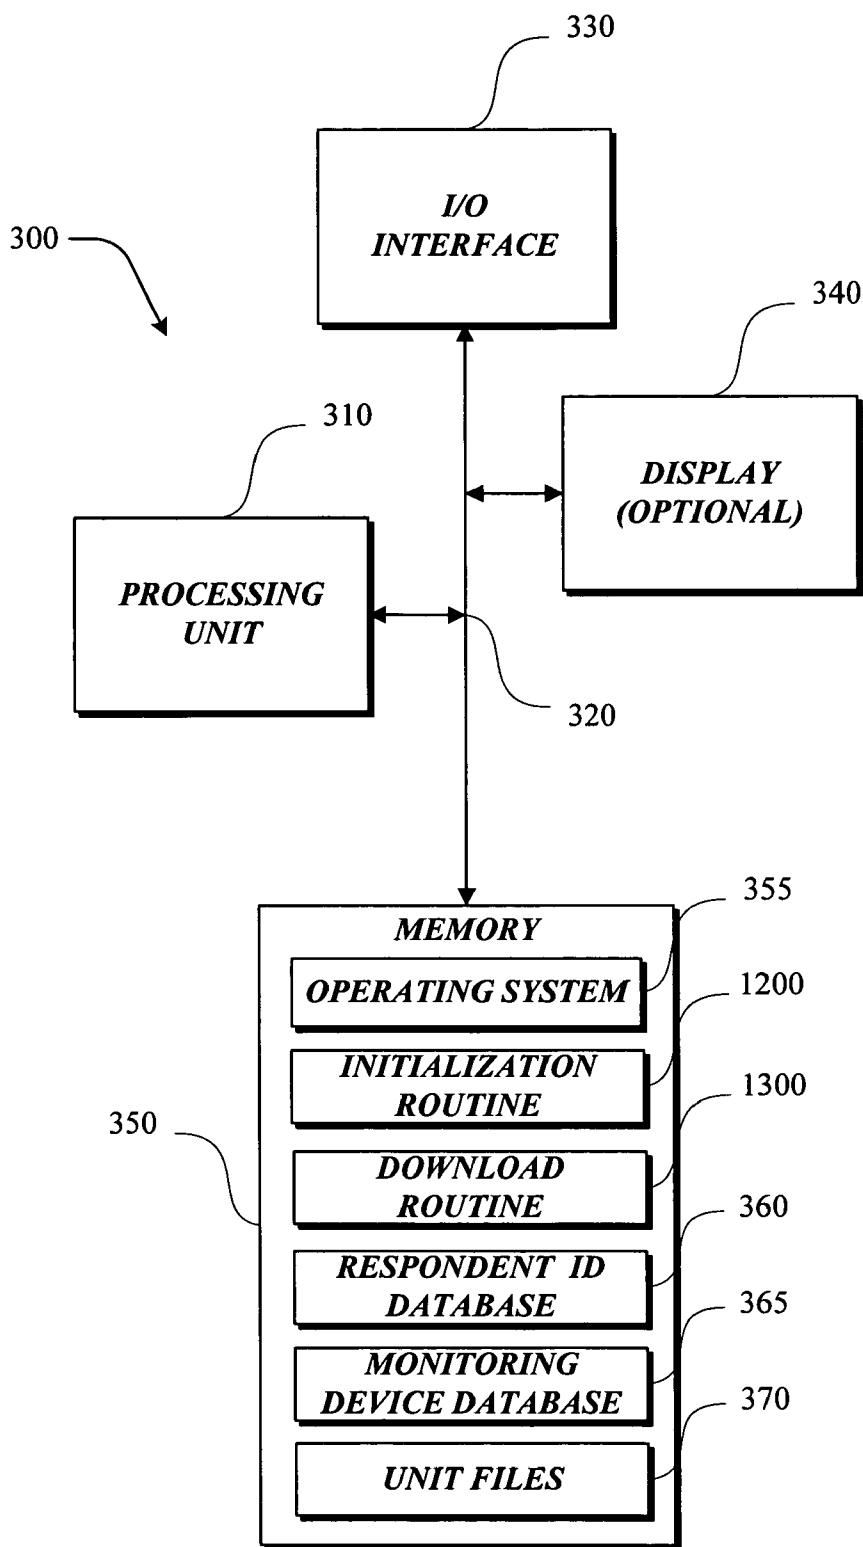 330
I/O
INTERFACE
300
340
DISPLAY
(OPTIONAL)
310
PROCESSING
UNIT
320
355
MEMORY
OPERATING SYSTEM
1200
INITIALIZATION
ROUTINE
1300
350
DOWNLOAD
ROUTINE
360
RESPONDENT ID
DATABASE
365
MONITORING
DEVICE DATABASE
370
UNIT FILES